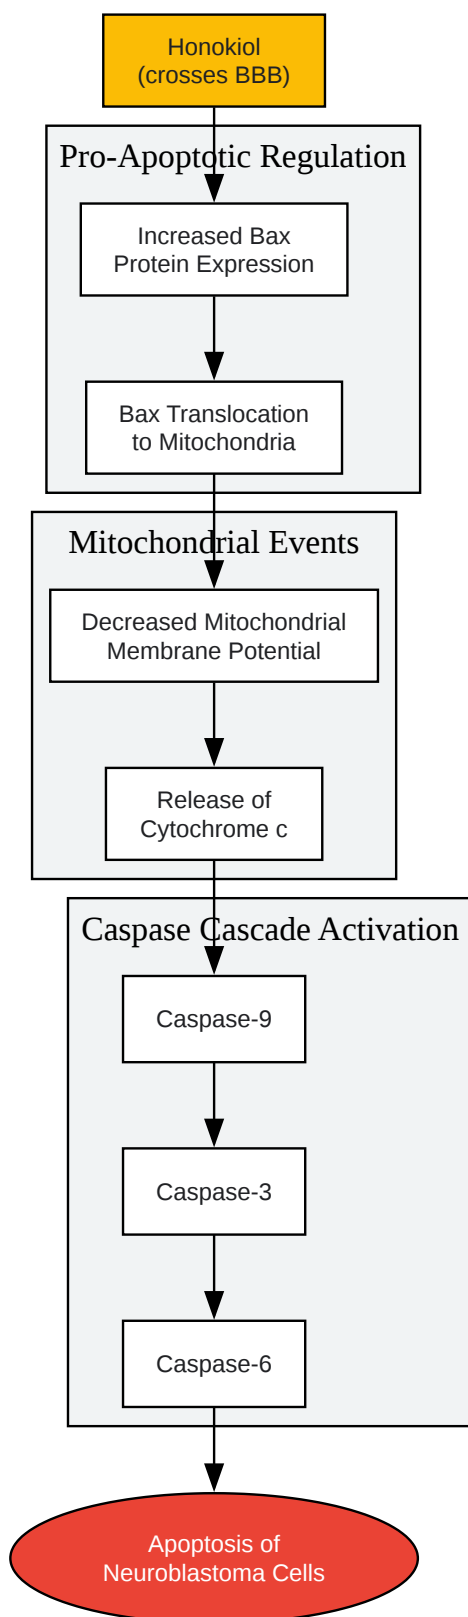 Honokiol
(crosses BBB)
Pro-Apoptotic Regulation
Increased Bax
Protein Expression
Bax Translocation
to Mitochondria
Mitochondrial Events
Decreased Mitochondrial
Membrane Potential
Release of
Cytochrome c
Caspase Cascade Activation
Caspase-9
Caspase-3
Caspase-6
Apoptosis of
Neuroblastoma Cells